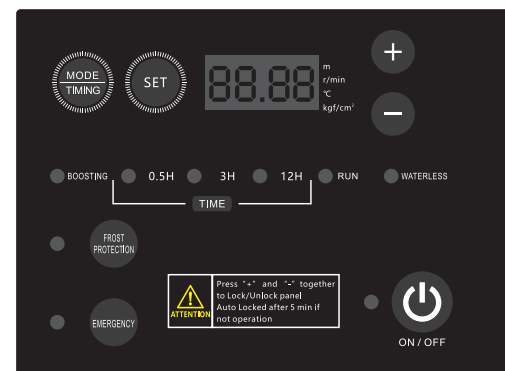 MODE
TIMING
SET
88.88
m
r/min
℃
kgf/cm²
+
−
BOOSTING
0.5H
3H
12H
RUN
WATERLESS
TIME
FROST
PROTECTION
EMERGENCY
ATTENTION
Press "+" and "-" together
to Lock/Unlock panel
Auto Locked after 5 min if
not operation
ON / OFF